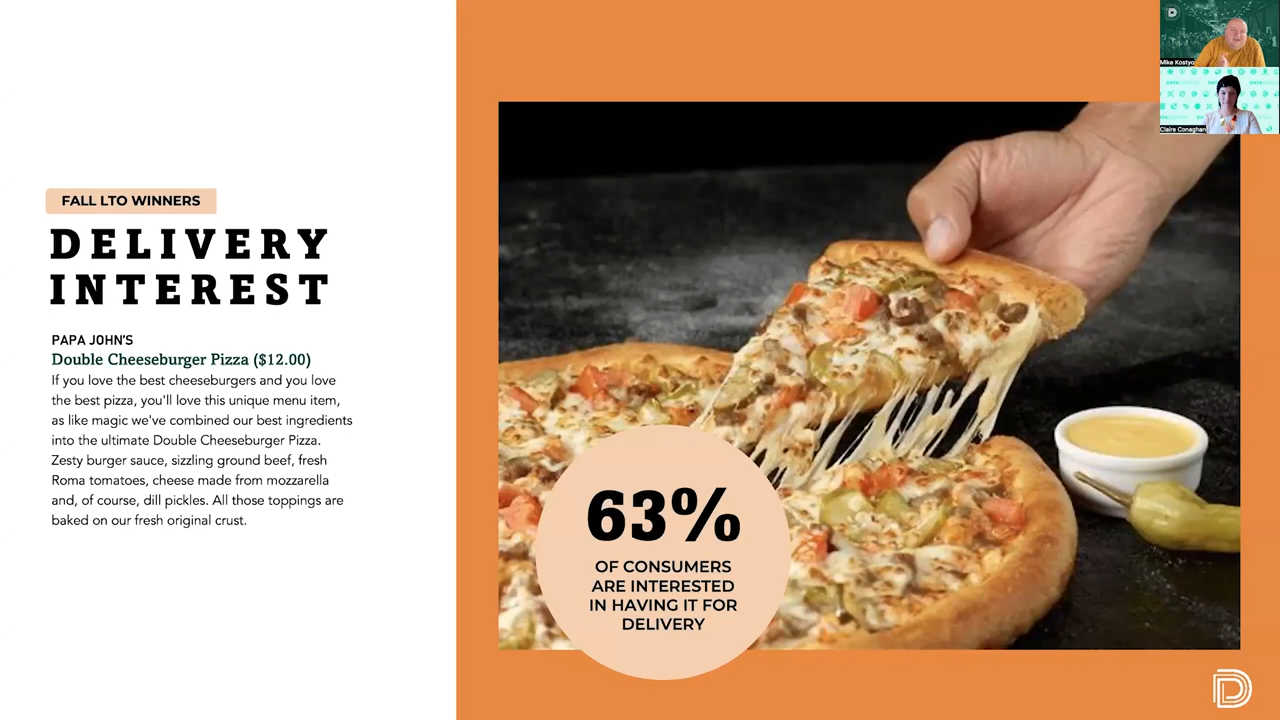 FALL LTO WINNERS
DELIVERY
INTEREST
PAPA JOHN'S
Double Cheeseburger Pizza ($12.00)
If you love the best cheeseburgers and you love
the best pizza, you'll love this unique menu item,
as like magic we've combined our best ingredients
into the ultimate Double Cheeseburger Pizza.
Zesty burger sauce, sizzling ground beef, fresh
Roma tomatoes, cheese made from mozzarella
and, of course, dill pickles. All those toppings are
baked on our fresh original crust.
63%
OF CONSUMERS
ARE INTERESTED
IN HAVING IT FOR
DELIVERY
Mike Kostyo
Claire Conaghan